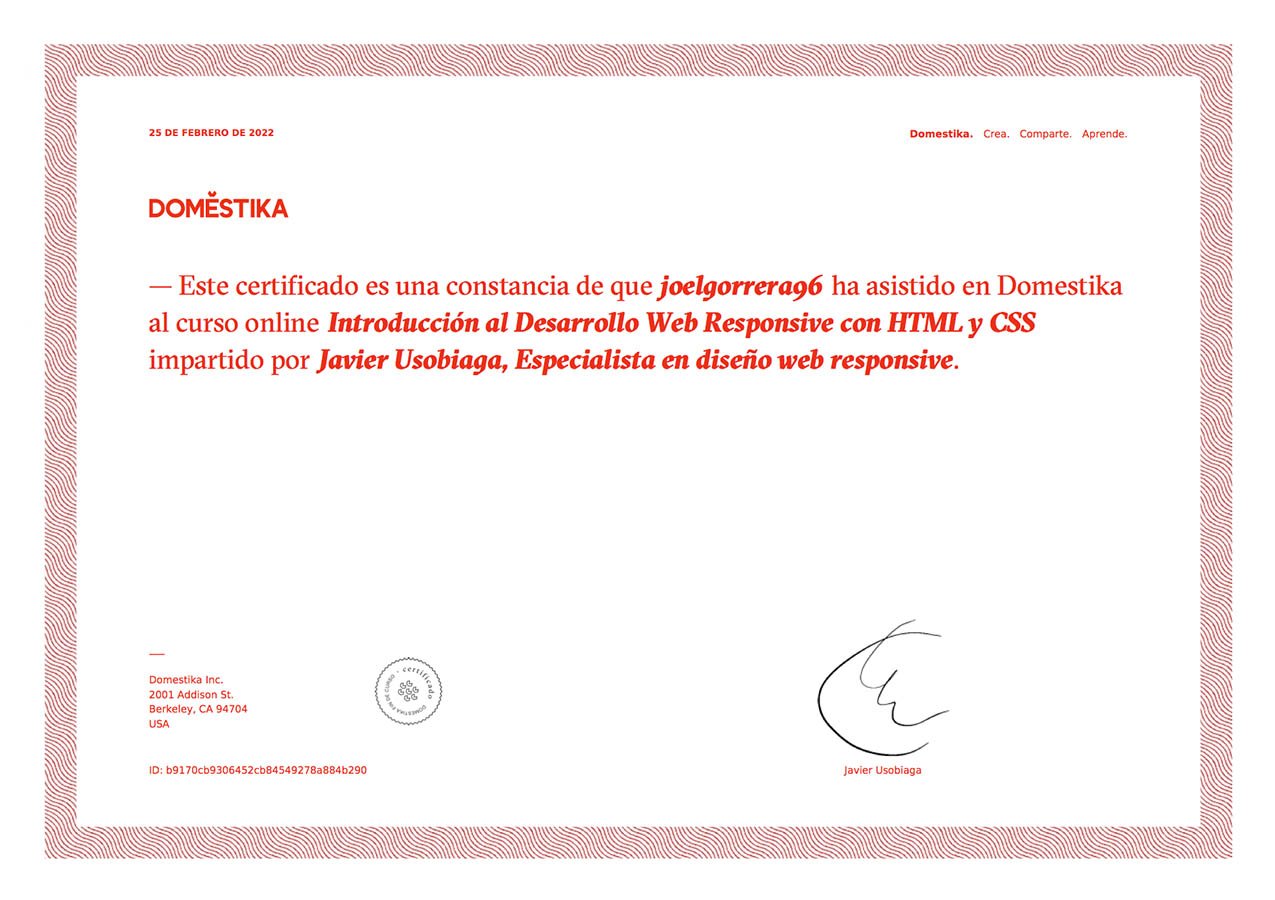 25 DE FEBRERO DE 2022
Domestika. Crea. Comparte. Aprende.
DOMĔSTIKA
— Este certificado es una constancia de que joelgorrera96 ha asistido en Domestika
al curso online Introducción al Desarrollo Web Responsive con HTML y CSS
impartido por Javier Usobiaga, Especialista en diseño web responsive.
Domestika Inc.
2001 Addison St.
Berkeley, CA 94704
USA
certificado
DOMESTIKA FIN DE CURSO
ID: b9170cb9306452cb84549278a884b290
Javier Usobiaga